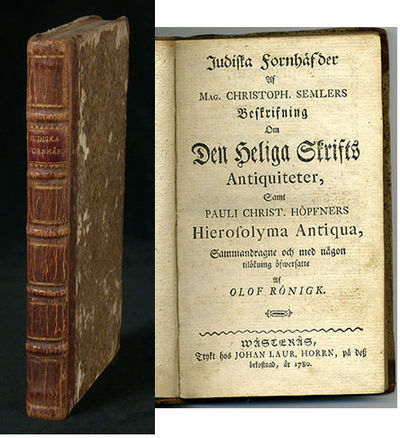 JUDISKA
FORNHÄF.
Judiska Fornhäfder
Af
MAG. CHRISTOPH. SEMLERS
Beskrifning
Om
Den Heliga Skrifts
Antiquiteter,
Samt
PAULI CHRIST. HÖPFNERS
Hierosolyma Antiqua,
Sammandragne och med någon
tilökning öfwersatte
Af
OLOF RÖNIGK.
WÄSTERÅS,
Trykt hos JOHAN LAUR. HORRN, på deß
bekostnad, år 1780.